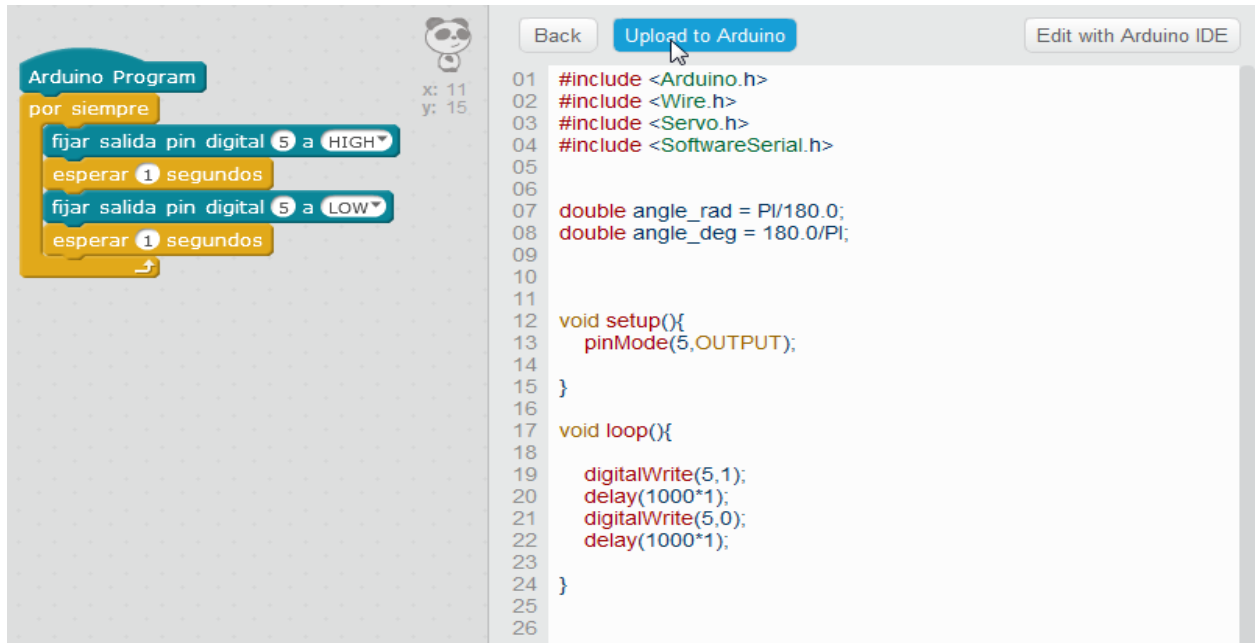 Arduino Program
por siempre
fijar salida pin digital 5 a HIGH
esperar 1 segundos
fijar salida pin digital 5 a LOW
esperar 1 segundos
x: 11
y: 15
Back
Upload to Arduino
Edit with Arduino IDE
01 #include <Arduino.h>
02 #include <Wire.h>
03 #include <Servo.h>
04 #include <SoftwareSerial.h>
05
06
07 double angle_rad = PI/180.0;
08 double angle_deg = 180.0/PI;
09
10
11
12 void setup(){
13 pinMode(5,OUTPUT);
14
15 }
16
17 void loop(){
18
19 digitalWrite(5,1);
20 delay(1000*1);
21 digitalWrite(5,0);
22 delay(1000*1);
23
24 }
25
26